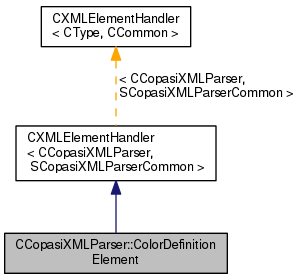 CXMLElementHandler
< CType, CCommon >
< CCopasiXMLParser,
SCopasiXMLParserCommon >
CXMLElementHandler
< CCopasiXMLParser,
SCopasiXMLParserCommon >
CCopasiXMLParser::ColorDefinition
Element